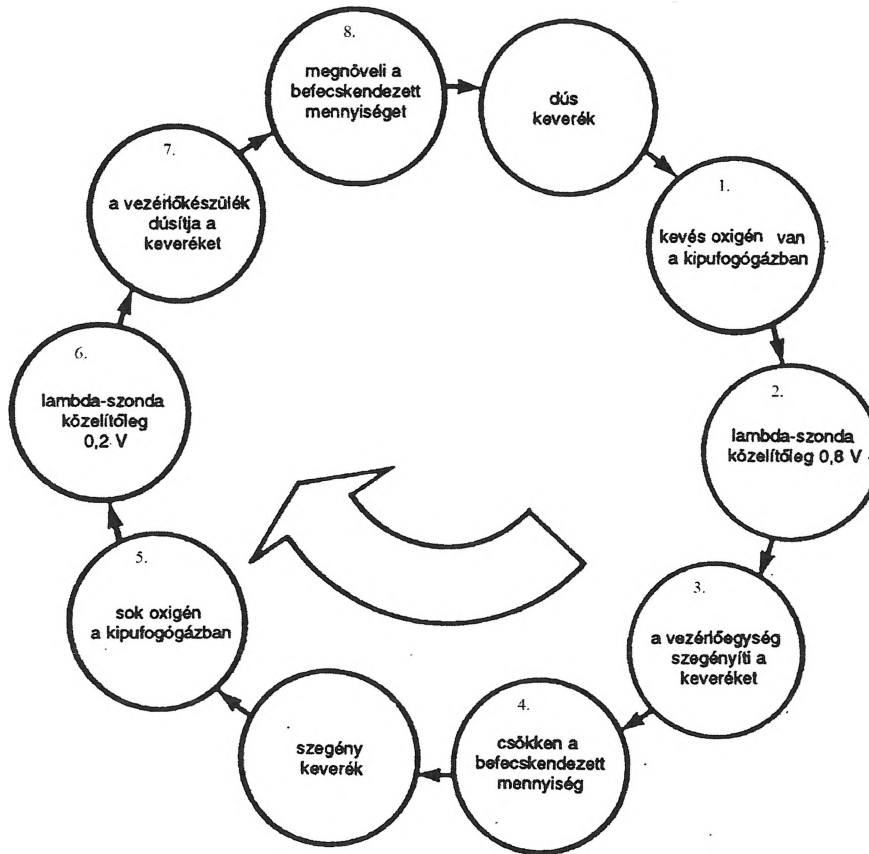 8.
megnöveli a
befecskendezett
mennyiséget
dús
keverék
1.
kevés oxigén van
a kipufogógázban
2.
lambda-szonda
közelítőleg 0,8 V
3.
a vezérlőegység
szegényíti a
keveréket
4.
csökken a
befecskendezett
mennyiség
szegény
keverék
5.
sok oxigén
a kipufogógázban
6.
lambda-szonda
közelítőleg
0,2 V
7.
a vezérlőkészülék
dúsítja a
keveréket